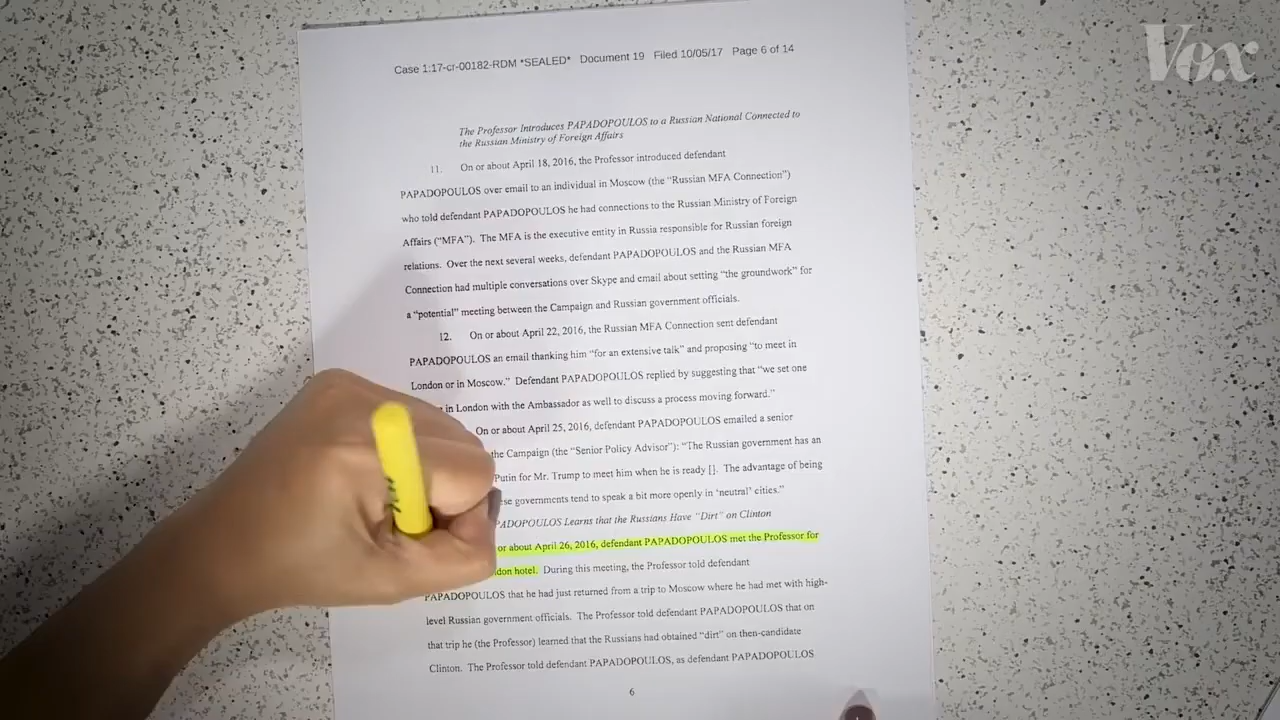 Vox
Case 1:17-cr-00182-RDM *SEALED* Document 19 Filed 10/05/17 Page 6 of 14
The Professor Introduces PAPADOPOULOS to a Russian National Connected to
the Russian Ministry of Foreign Affairs
11. On or about April 18, 2016, the Professor introduced defendant
PAPADOPOULOS over email to an individual in Moscow (the “Russian MFA Connection”)
who told defendant PAPADOPOULOS he had connections to the Russian Ministry of Foreign
Affairs (“MFA”). The MFA is the executive entity in Russia responsible for Russian foreign
relations. Over the next several weeks, defendant PAPADOPOULOS and the Russian MFA
Connection had multiple conversations over Skype and email about setting “the groundwork” for
a “potential” meeting between the Campaign and Russian government officials.
12. On or about April 22, 2016, the Russian MFA Connection sent defendant
PAPADOPOULOS an email thanking him “for an extensive talk” and proposing “to meet in
London or in Moscow.” Defendant PAPADOPOULOS replied by suggesting that “we set one
in London with the Ambassador as well to discuss a process moving forward.”
On or about April 25, 2016, defendant PAPADOPOULOS emailed a senior
the Campaign (the “Senior Policy Advisor”): “The Russian government has an
Putin for Mr. Trump to meet him when he is ready []. The advantage of being
governments tend to speak a bit more openly in ‘neutral’ cities.”
Learns that the Russians Have “Dirt” on Clinton
or about April 26, 2016, defendant PAPADOPOULOS met the Professor for
hotel. During this meeting, the Professor told defendant
PAPADOPOULOS that he had just returned from a trip to Moscow where he had met with high-
level Russian government officials. The Professor told defendant PAPADOPOULOS that on
that trip he (the Professor) learned that the Russians had obtained “dirt” on then-candidate
Clinton. The Professor told defendant PAPADOPOULOS, as defendant PAPADOPOULOS
6